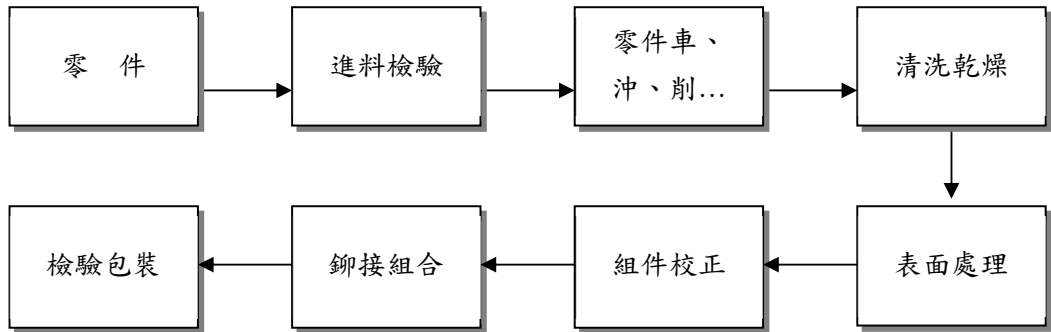 零　件
進料檢驗
零件車、
沖、削…
清洗乾燥
表面處理
組件校正
鉚接組合
檢驗包裝